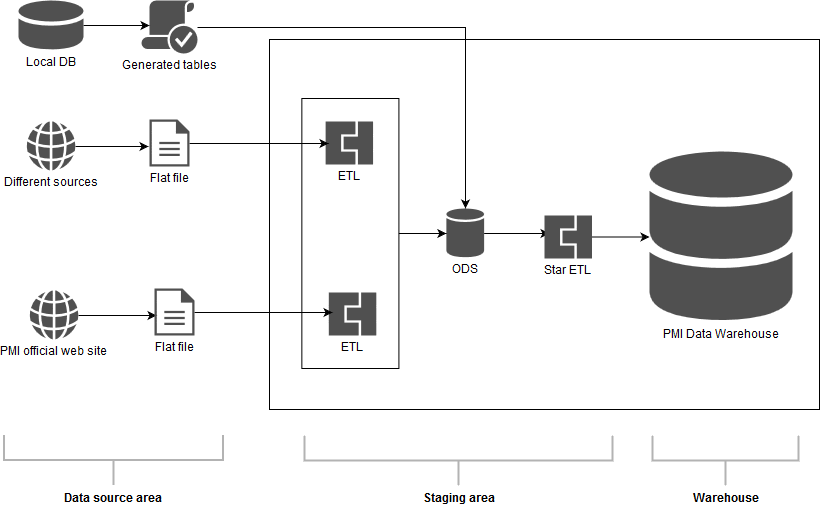 Local DB
Generated tables
Different sources
Flat file
ETL
ODS
Star ETL
PMI official web site
Flat file
ETL
PMI Data Warehouse
Data source area
Staging area
Warehouse